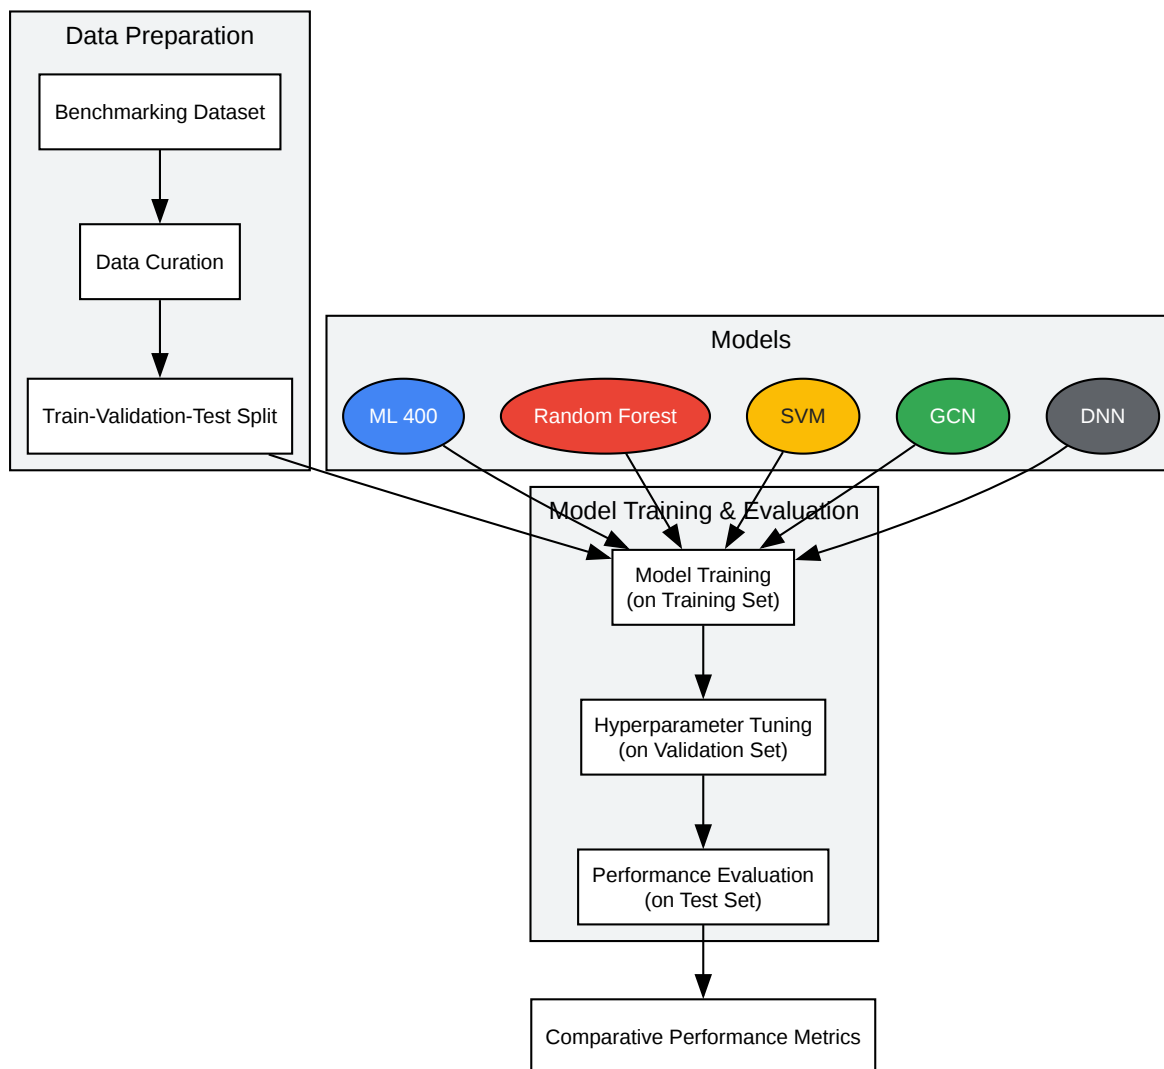 Data Preparation
Benchmarking Dataset
Data Curation
Train-Validation-Test Split
Models
ML 400
Random Forest
SVM
GCN
DNN
Model Training & Evaluation
Model Training
(on Training Set)
Hyperparameter Tuning
(on Validation Set)
Performance Evaluation
(on Test Set)
Comparative Performance Metrics